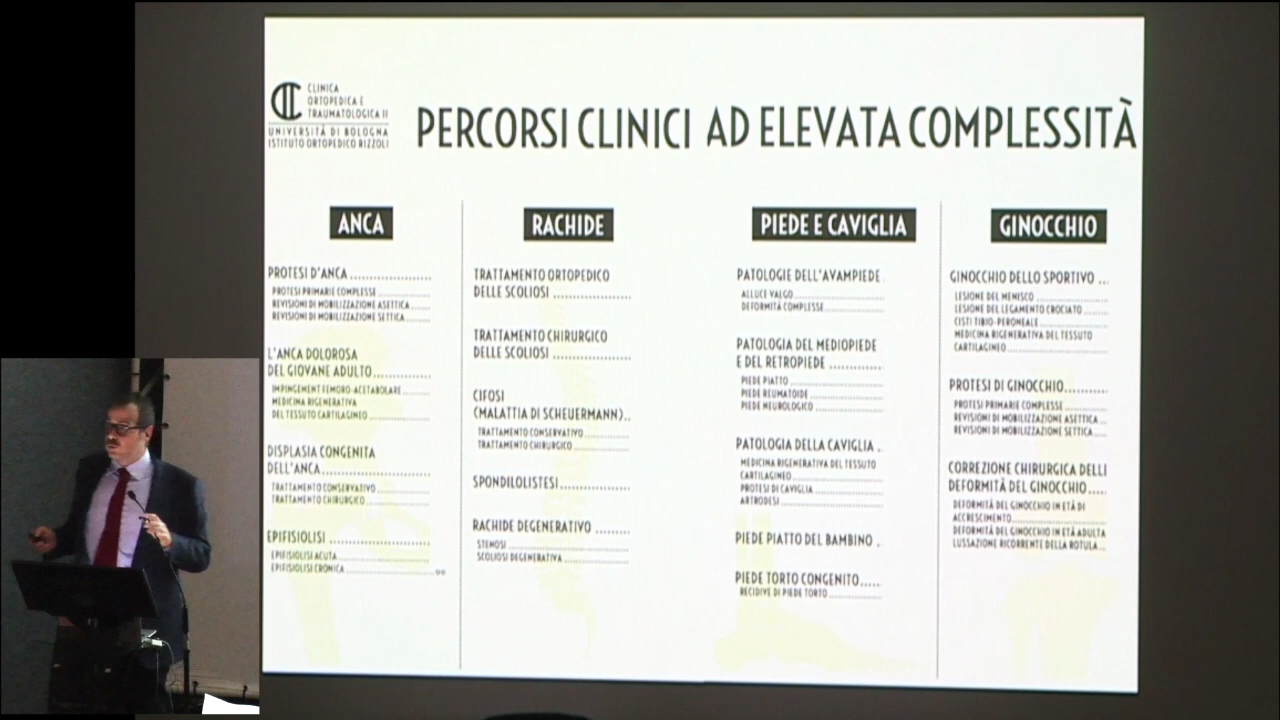 CLINICA
ORTOPEDICA E
TRAUMATOLOGICA II
UNIVERSITÀ DI BOLOGNA
ISTITUTO ORTOPEDICO RIZZOLI
PERCORSI CLINICI AD ELEVATA COMPLESSITÀ
ANCA
PROTESI D'ANCA
PROTESI PRIMARIE COMPLESSE
REVISIONI DI MOBILIZZAZIONE ASETTICA
REVISIONI DI MOBILIZZAZIONE SETTICA
L'ANCA DOLOROSA
DEL GIOVANE ADULTO
IMPINGEMENT FEMORO-ACETABOLARE
MEDICINA RIGENERATIVA
DEL TESSUTO CARTILAGINEO
DISPLASIA CONGENITA
DELL'ANCA
TRATTAMENTO CONSERVATIVO
TRATTAMENTO CHIRURGICO
EPIFISIOLISI
EPIFISIOLISI ACUTA
EPIFISIOLISI CRONICA
RACHIDE
TRATTAMENTO ORTOPEDICO
DELLE SCOLIOSI
TRATTAMENTO CHIRURGICO
DELLE SCOLIOSI
CIFOSI
(MALATTIA DI SCHEUERMANN)
TRATTAMENTO CONSERVATIVO
TRATTAMENTO CHIRURGICO
SPONDILOLISTESI
RACHIDE DEGENERATIVO
STENOSI
SCOLIOSI DEGENERATIVA
PIEDE E CAVIGLIA
PATOLOGIE DELL'AVAMPIEDE
ALLUCE VALGO
DEFORMITÀ COMPLESSE
PATOLOGIA DEL MEDIOPIEDE
E DEL RETROPIEDE
PIEDE PIATTO
PIEDE REUMATOIDE
PIEDE NEUROLOGICO
PATOLOGIA DELLA CAVIGLIA
MEDICINA RIGENERATIVA DEL TESSUTO
CARTILAGINEO
PROTESI DI CAVIGLIA
ARTRODESI
PIEDE PIATTO DEL BAMBINO
PIEDE TORTO CONGENITO
RECIDIVE DI PIEDE TORTO
GINOCCHIO
GINOCCHIO DELLO SPORTIVO
LESIONE DEL MENISCO
LESIONE DEL LEGAMENTO CROCIATO
CISTI TIBIO-PERONEALE
MEDICINA RIGENERATIVA DEL TESSUTO
CARTILAGINEO
PROTESI DI GINOCCHIO
PROTESI PRIMARIE COMPLESSE
REVISIONI DI MOBILIZZAZIONE ASETTICA
REVISIONI DI MOBILIZZAZIONE SETTICA
CORREZIONE CHIRURGICA DELLE
DEFORMITÀ DEL GINOCCHIO
DEFORMITÀ DEL GINOCCHIO IN ETÀ DI
ACCRESCIMENTO
DEFORMITÀ DEL GINOCCHIO IN ETÀ ADULTA
LUSSAZIONE RICORRENTE DELLA ROTULA